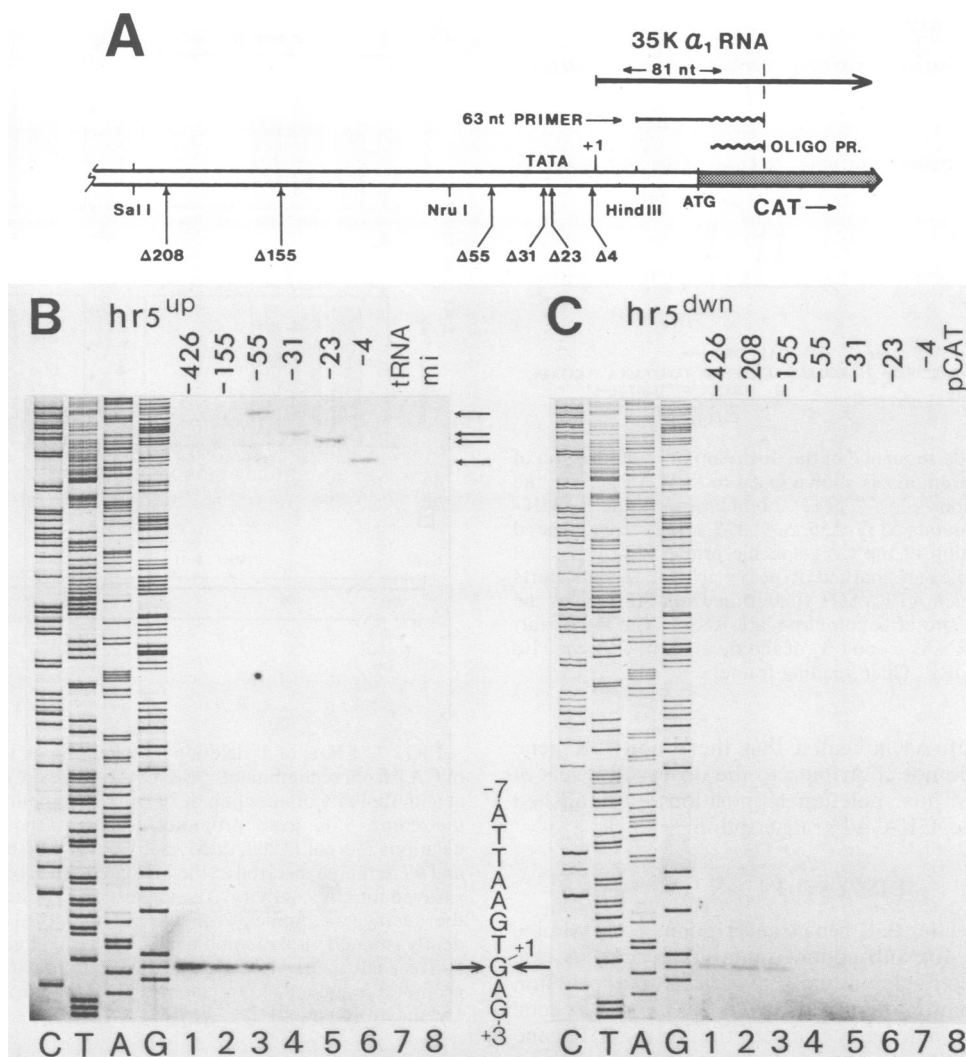 A
35K a₁ RNA
81 nt
63 nt PRIMER
+1
TATA
OLIGO PR.
Sal I
Nru I
Hind III
ATG
CAT
Δ208
Δ155
Δ55
Δ31
Δ23
Δ4
B
hr5up
-426
-155
-55
-31
-23
-4
tRNA
mi
-7
A
T
T
A
A
G
T
G
+1
A
G
+3
C T A G 1 2 3 4 5 6 7 8
C
hr5dwn
-426
-208
-155
-55
-31
-23
-4
pCAT
C T A G 1 2 3 4 5 6 7 8